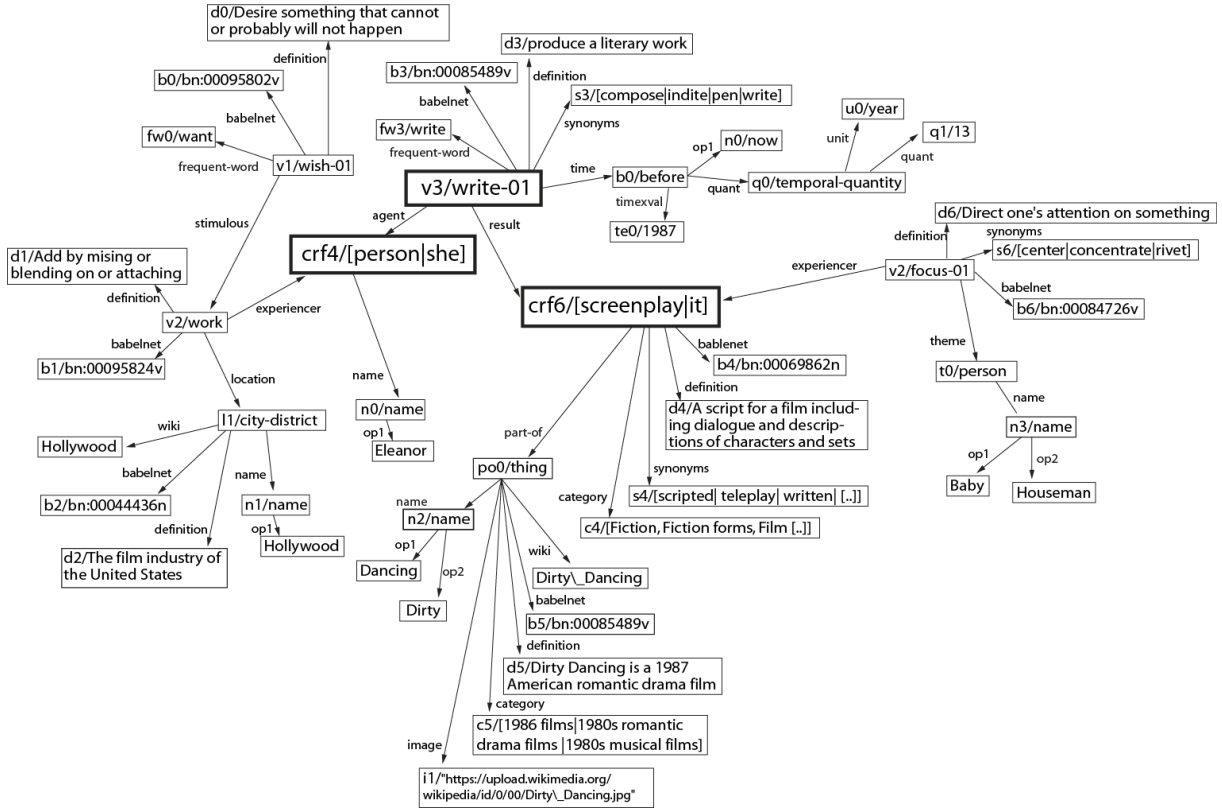 d0/Desire something that cannot
or probably will not happen
definition
b0/bn:00095802v
babelnet
fw0/want
frequent-word
v1/wish-01
stimulous
d3/produce a literary work
b3/bn:00085489v
definition
babelnet
s3/[compose|indite|pen|write]
synonyms
fw3/write
frequent-word
v3/write-01
time
b0/before
op1
n0/now
quant
q0/temporal-quantity
unit
u0/year
quant
q1/13
timexval
te0/1987
agent
result
crf4/[person|she]
d6/Direct one's attention on something
definition
synonyms
s6/[center|concentrate|rivet]
v2/focus-01
experiencer
babelnet
b6/bn:00084726v
theme
t0/person
name
n3/name
op1
op2
Baby
Houseman
d1/Add by mising or
blending on or attaching
definition
v2/work
experiencer
babelnet
b1/bn:00095824v
location
l1/city-district
wiki
Hollywood
babelnet
b2/bn:00044436n
name
n1/name
definition
op1
Hollywood
d2/The film industry of
the United States
name
n0/name
op1
Eleanor
crf6/[screenplay|it]
bablenet
b4/bn:00069862n
definition
d4/A script for a film includ-
ing dialogue and descrip-
tions of characters and sets
synonyms
s4/[scripted| teleplay| written| [..]]
category
c4/[Fiction, Fiction forms, Film [..]]
part-of
po0/thing
name
n2/name
op1
op2
Dancing
Dirty
wiki
Dirty\_Dancing
babelnet
b5/bn:00085489v
definition
d5/Dirty Dancing is a 1987
American romantic drama film
category
c5/[1986 films|1980s romantic
drama films |1980s musical films]
image
i1/"https://upload.wikimedia.org/
wikipedia/id/0/00/Dirty\_Dancing.jpg"